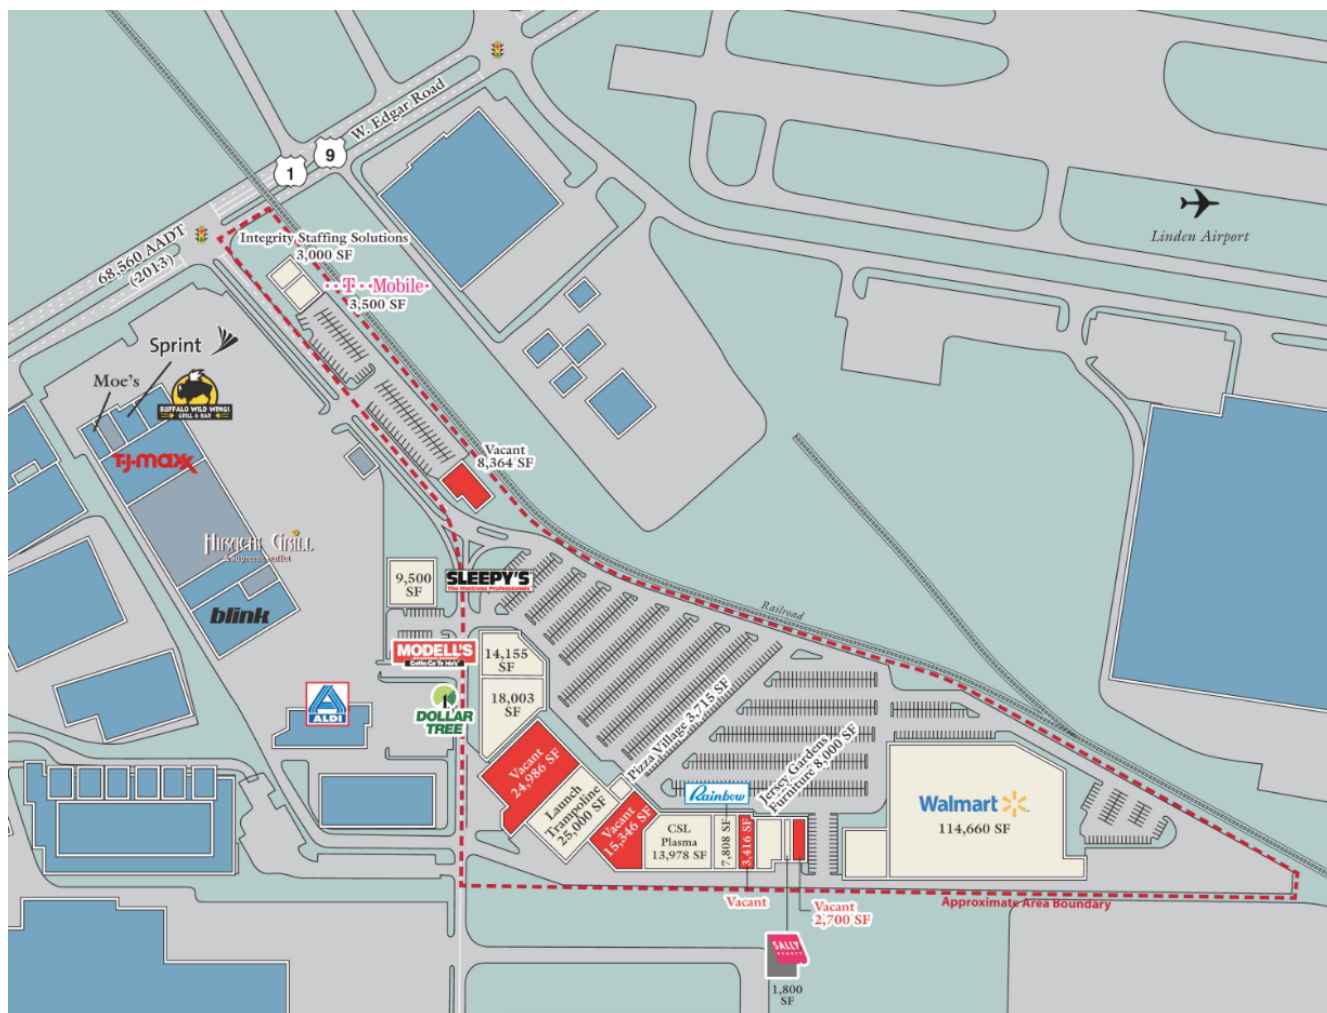 W. Edgar Road
9
1
68,560 AADT
(2013)
Integrity Staffing Solutions
3,000 SF
T Mobile
3,500 SF
Linden Airport
Sprint
Moe's
BUFFALO WILD WINGS
GRILL & BAR
T·J·maxx
Vacant
8,364 SF
HIBACHI GRILL
& supreme buffet
blink
9,500
SF
SLEEPY'S
The Mattress Professionals
Railroad
MODELL'S
Gotta Go To Mo's
14,155
SF
18,003
SF
DOLLAR
TREE
ALDI
Vacant
24,986 SF
Launch
Trampoline
25,000 SF
Pizza Village 3,715 SF
Vacant
15,346 SF
CSL
Plasma
13,978 SF
Rainbow
7,808 SF
3,416 SF
Vacant
Jersey Gardens
Furniture 8,000 SF
Vacant
2,700 SF
SALLY
BEAUTY
1,800
SF
Walmart
114,660 SF
Approximate Area Boundary